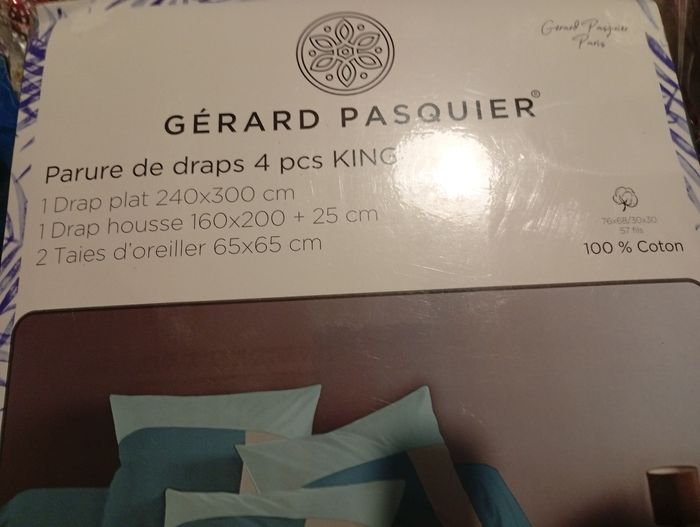 Gérard Pasquier
Paris
GÉRARD PASQUIER®
Parure de draps 4 pcs KING
1 Drap plat 240x300 cm
1 Drap housse 160x200 + 25 cm
2 Taies d'oreiller 65x65 cm
76x68/30x30
57 fils
100 % Coton